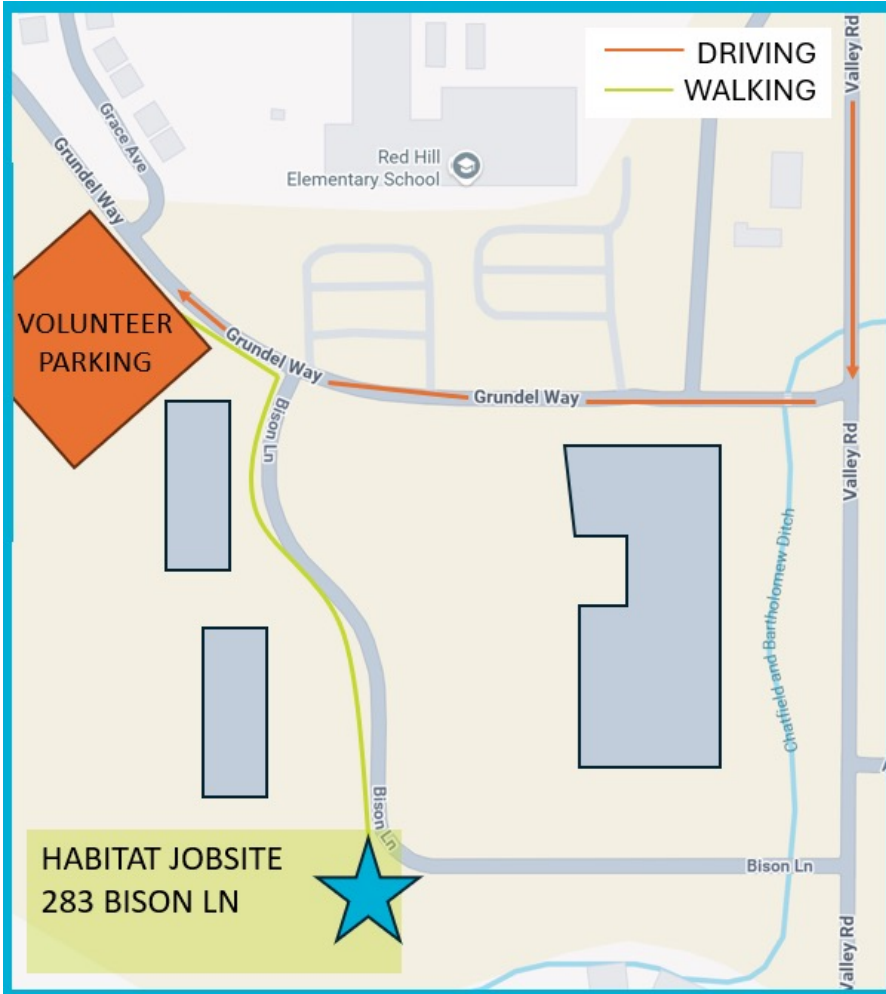 DRIVING
WALKING
Valley Rd
Grace Ave
Grundel Way
Red Hill
Elementary School
VOLUNTEER
PARKING
Grundel Way
Grundel Way
Bison Ln
Valley Rd
Chatfield and Bartholomew Ditch
Bison Ln
HABITAT JOBSITE
283 BISON LN
Bison Ln
Valley Rd